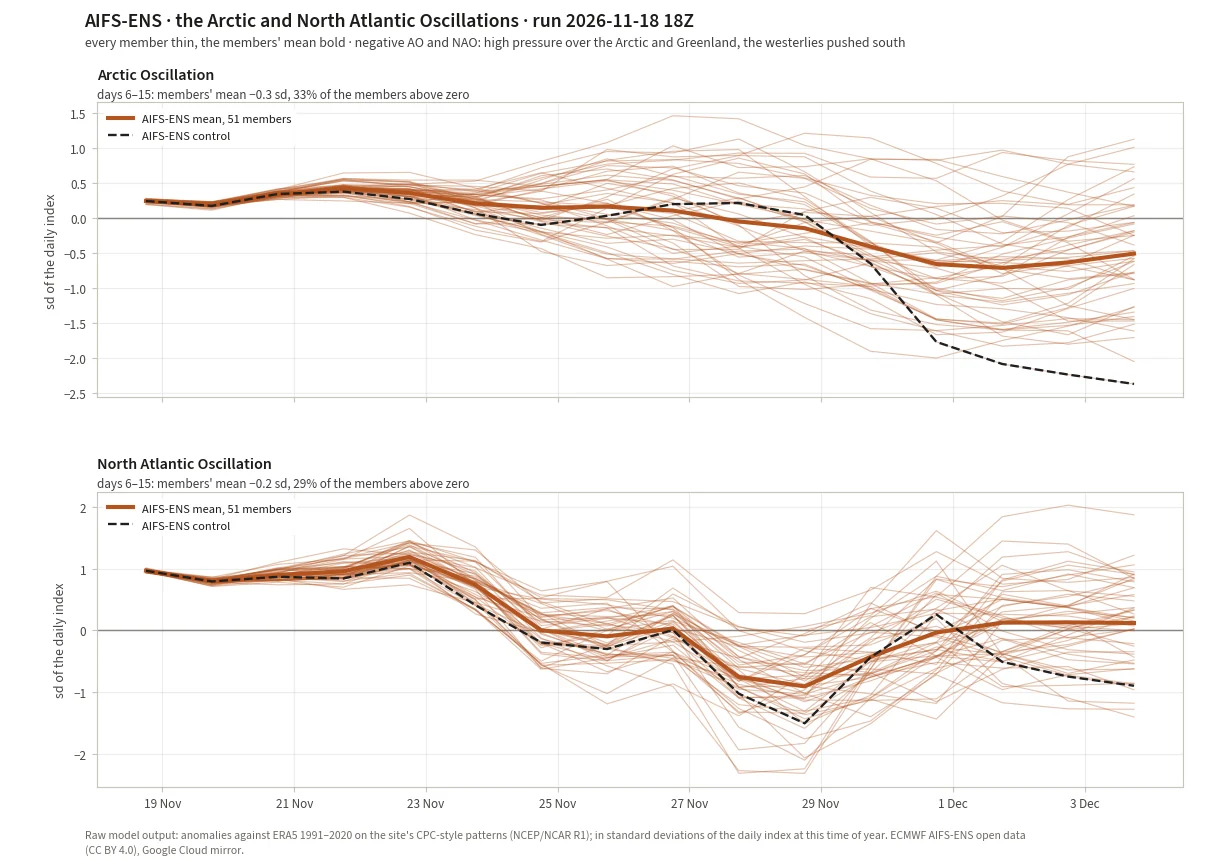 AIFS-ENS · the Arctic and North Atlantic Oscillations · run 2026-11-18 18Z
every member thin, the members' mean bold · negative AO and NAO: high pressure over the Arctic and Greenland, the westerlies pushed south
Arctic Oscillation
days 6–15: members' mean −0.3 sd, 33% of the members above zero
AIFS-ENS mean, 51 members
AIFS-ENS control
sd of the daily index
1.5
1.0
0.5
0.0
−0.5
−1.0
−1.5
−2.0
−2.5
North Atlantic Oscillation
days 6–15: members' mean −0.2 sd, 29% of the members above zero
AIFS-ENS mean, 51 members
AIFS-ENS control
sd of the daily index
2
1
0
−1
−2
19 Nov 21 Nov 23 Nov 25 Nov 27 Nov 29 Nov 1 Dec 3 Dec
Raw model output: anomalies against ERA5 1991–2020 on the site's CPC-style patterns (NCEP/NCAR R1); in standard deviations of the daily index at this time of year. ECMWF AIFS-ENS open data
(CC BY 4.0), Google Cloud mirror.